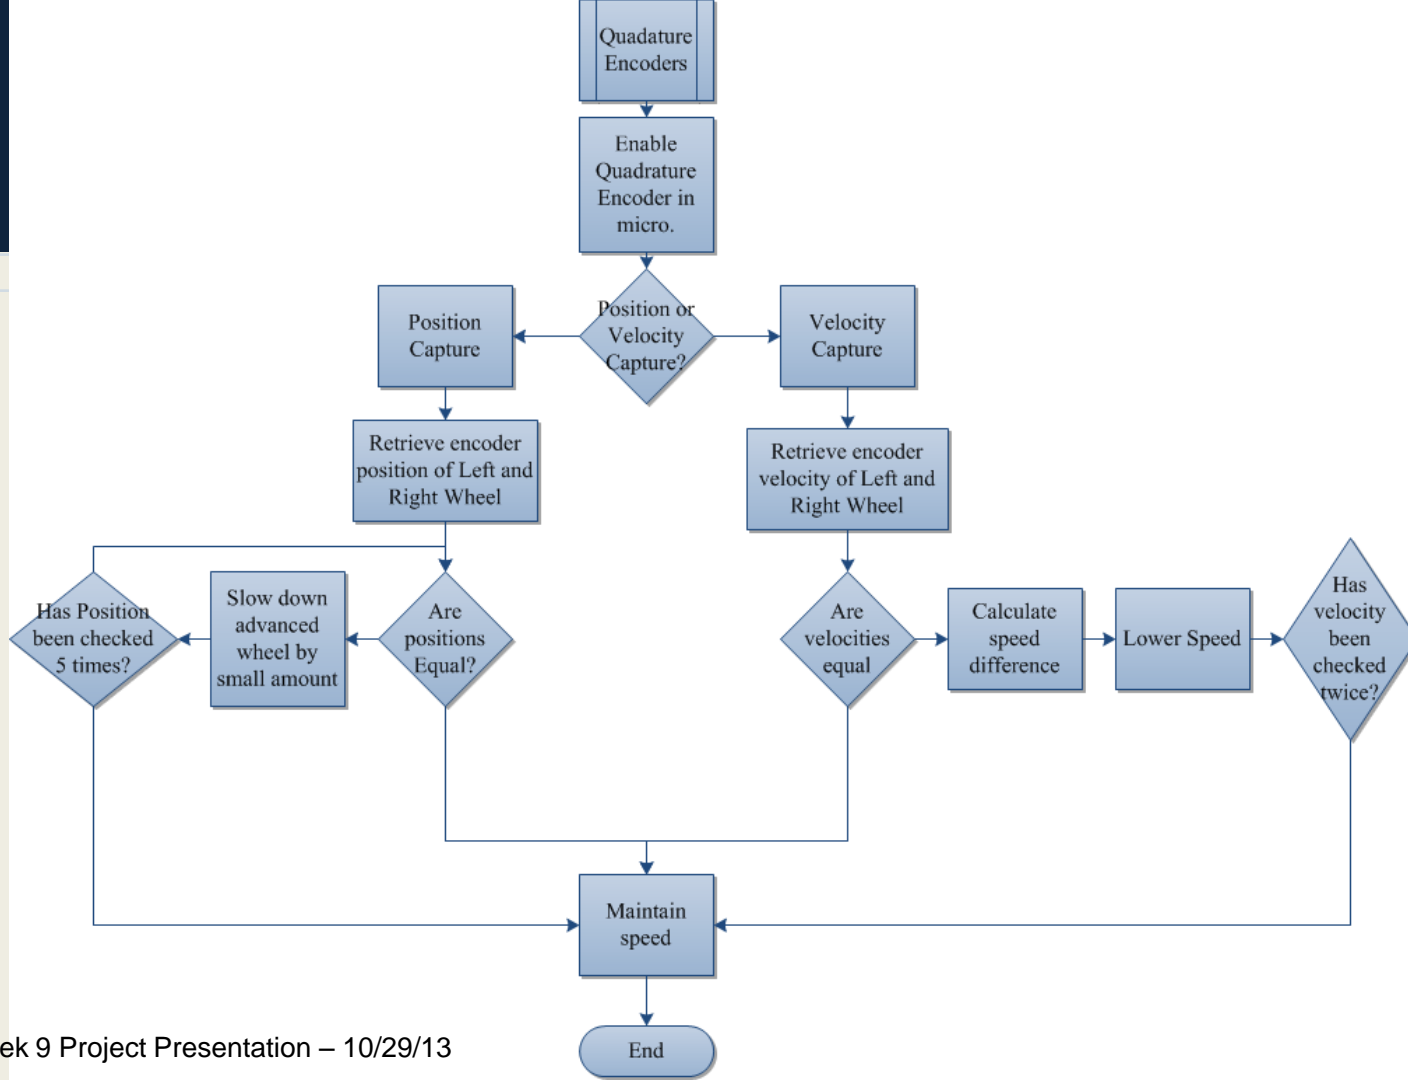 Quadature
Encoders
Enable
Quadrature
Encoder in
micro.
Position or
Velocity
Capture?
Position
Capture
Velocity
Capture
Retrieve encoder
position of Left and
Right Wheel
Retrieve encoder
velocity of Left and
Right Wheel
Has Position
been checked
5 times?
Slow down
advanced
wheel by
small amount
Are
positions
Equal?
Are
velocities
equal
Calculate
speed
difference
Lower Speed
Has
velocity
been
checked
twice?
Maintain
speed
End
ek 9 Project Presentation – 10/29/13